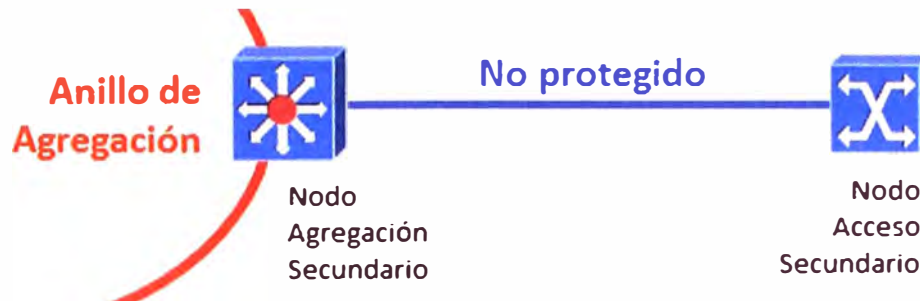 Anillo de
Agregación
No protegido
Nodo
Agregación
Secundario
Nodo
Acceso
Secundario